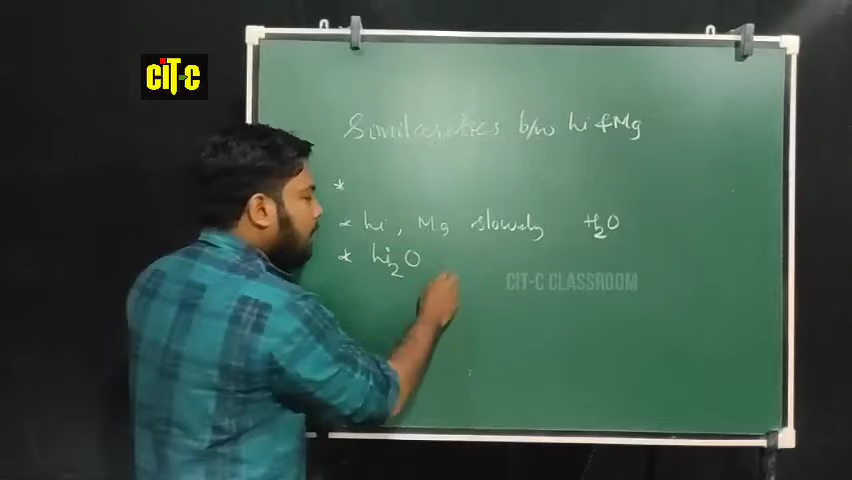 CiT-C
Similarities b/w Li & Mg
*
* Li, Mg slowly H2O
* Li2O
CIT-C CLASSROOM